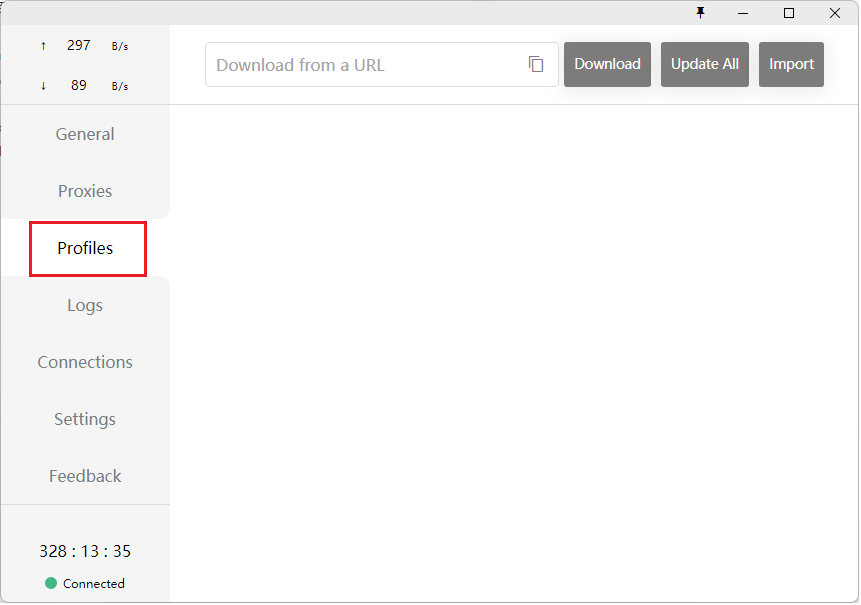 ↑ 297 B/s
↓ 89 B/s
Download from a URL
Download
Update All
Import
General
Proxies
Profiles
Logs
Connections
Settings
Feedback
328 : 13 : 35
Connected